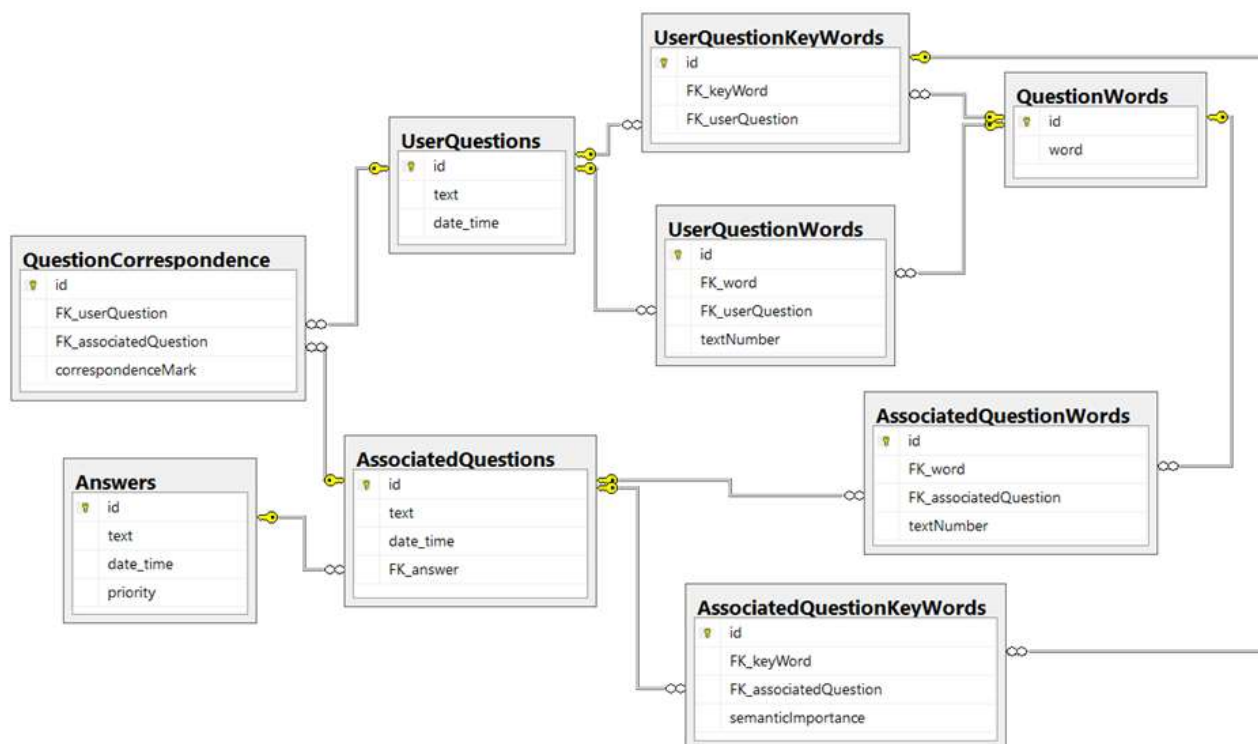 UserQuestionKeyWords
id
FK_keyWord
FK_userQuestion
QuestionWords
id
word
UserQuestions
id
text
date_time
UserQuestionWords
id
FK_word
FK_userQuestion
textNumber
QuestionCorrespondence
id
FK_userQuestion
FK_associatedQuestion
correspondenceMark
AssociatedQuestionWords
id
FK_word
FK_associatedQuestion
textNumber
AssociatedQuestions
id
text
date_time
FK_answer
Answers
id
text
date_time
priority
AssociatedQuestionKeyWords
id
FK_keyWord
FK_associatedQuestion
semanticImportance